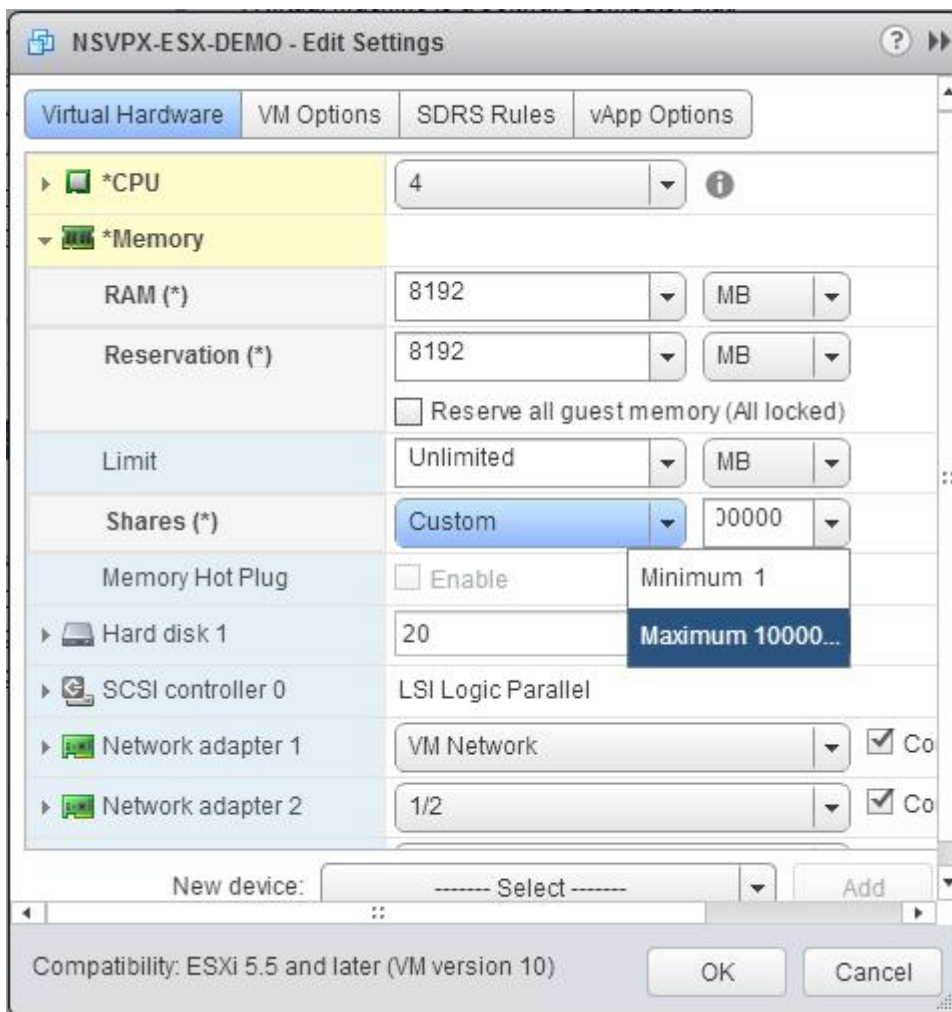 NSVPX-ESX-DEMO - Edit Settings ?
Virtual Hardware VM Options SDRS Rules vApp Options
*CPU 4
*Memory
RAM (*) 8192 MB
Reservation (*) 8192 MB
Reserve all guest memory (All locked)
Limit Unlimited MB
Shares (*) Custom 00000
Memory Hot Plug Enable Minimum 1
Hard disk 1 20 Maximum 10000...
SCSI controller 0 LSI Logic Parallel
Network adapter 1 VM Network Co
Network adapter 2 1/2 Co
New device: ------- Select ------- Add
Compatibility: ESXi 5.5 and later (VM version 10) OK Cancel